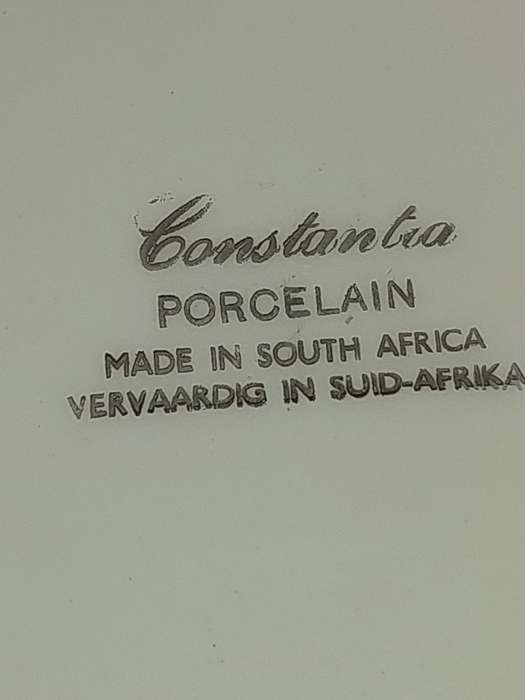 Constantia
PORCELAIN
MADE IN SOUTH AFRICA
VERVAARDIG IN SUID-AFRIKA